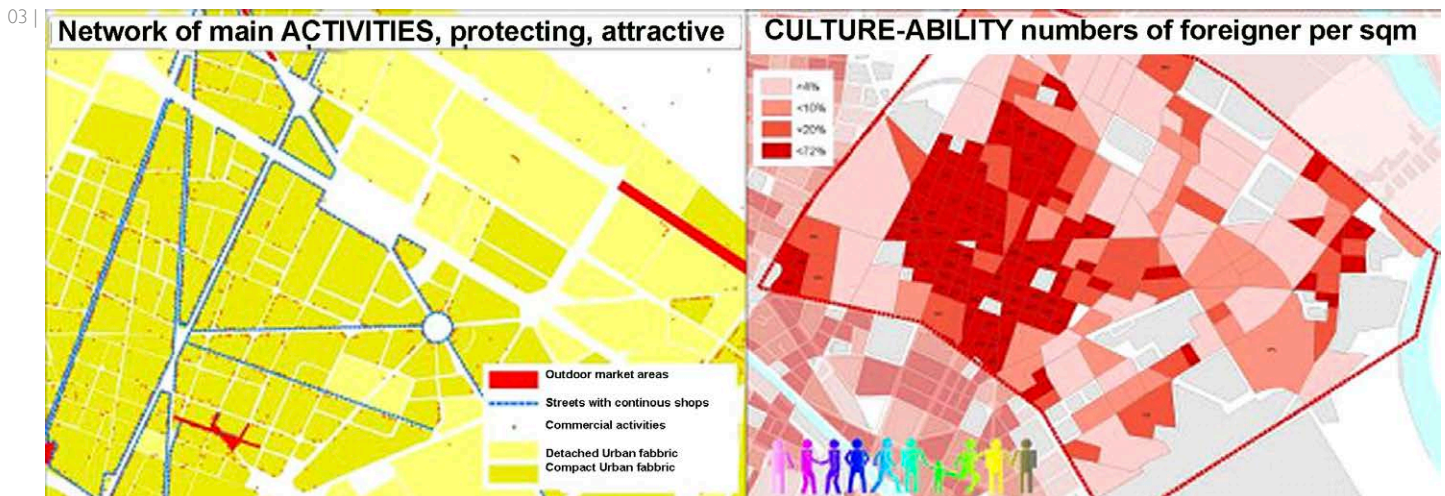 03 |
Network of main ACTIVITIES, protecting, attractive
Outdoor market areas
Streets with continous shops
Commercial activities
Detached Urban fabbric
Compact Urban fabbric
CULTURE-ABILITY numbers of foreigner per sqm
<10%
<20%
<72%